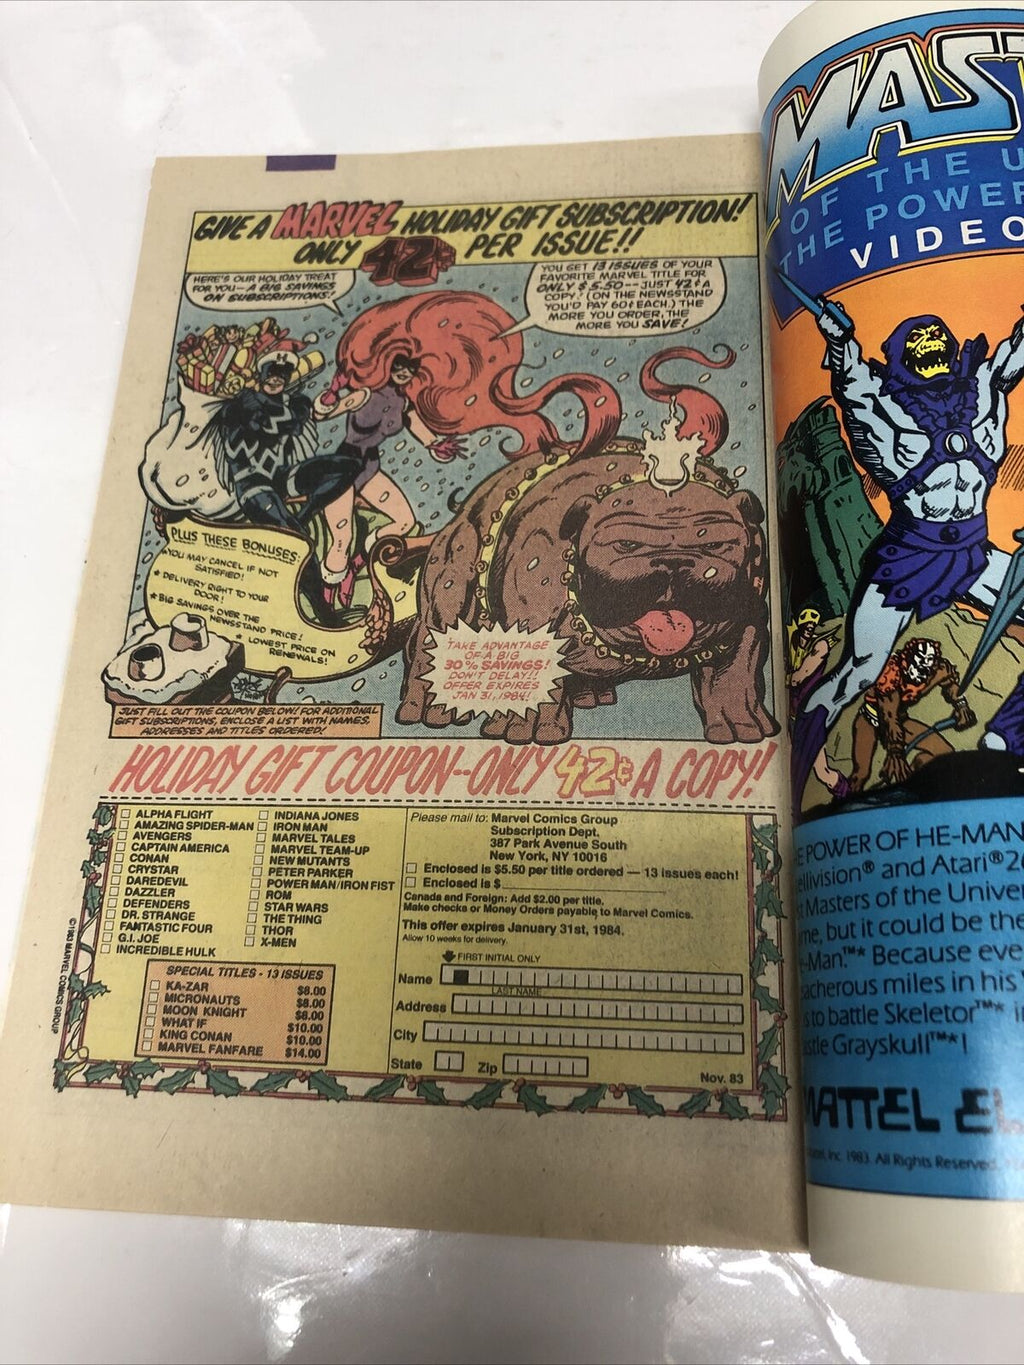 GIVE A MARVEL HOLIDAY GIFT SUBSCRIPTION!
ONLY 42¢ PER ISSUE!!
HERE'S OUR HOLIDAY TREAT
FOR YOU--A BIG SAVINGS
ON SUBSCRIPTIONS!
YOU GET 13 ISSUES OF YOUR
FAVORITE MARVEL TITLE FOR
ONLY $5.50--JUST 42¢ A
COPY! (ON THE NEWSSTAND
YOU'D PAY 60¢ EACH.) THE
MORE YOU ORDER, THE
MORE YOU SAVE!
PLUS THESE BONUSES:
*YOU MAY CANCEL IF NOT
SATISFIED!
* DELIVERY RIGHT TO YOUR
DOOR!
* BIG SAVINGS OVER THE
NEWSSTAND PRICE!
* LOWEST PRICE ON
RENEWALS!
TAKE ADVANTAGE
OF A BIG
30% SAVINGS!
DON'T DELAY!!
OFFER EXPIRES
JAN 31, 1984!
JUST FILL OUT THE COUPON BELOW! FOR ADDITIONAL
GIFT SUBSCRIPTIONS, ENCLOSE A LIST WITH NAMES,
ADDRESSES AND TITLES ORDERED!
HOLIDAY GIFT COUPON--ONLY 42¢ A COPY!
ALPHA FLIGHT
AMAZING SPIDER-MAN
AVENGERS
CAPTAIN AMERICA
CONAN
CRYSTAR
DAREDEVIL
DAZZLER
DEFENDERS
DR. STRANGE
FANTASTIC FOUR
G.I. JOE
INCREDIBLE HULK
INDIANA JONES
IRON MAN
MARVEL TALES
MARVEL TEAM-UP
NEW MUTANTS
PETER PARKER
POWER MAN/IRON FIST
ROM
STAR WARS
THE THING
THOR
X-MEN
SPECIAL TITLES - 13 ISSUES
KA-ZAR $8.00
MICRONAUTS $8.00
MOON KNIGHT $8.00
WHAT IF $10.00
KING CONAN $10.00
MARVEL FANFARE $14.00
©1983 MARVEL COMICS GROUP
Please mail to: Marvel Comics Group
Subscription Dept.
387 Park Avenue South
New York, NY 10016
Enclosed is $5.50 per title ordered — 13 issues each!
Enclosed is $
Canada and Foreign: Add $2.00 per title.
Make checks or Money Orders payable to Marvel Comics.
This offer expires January 31st, 1984.
Allow 10 weeks for delivery.
FIRST INITIAL ONLY
Name
LAST NAME
Address
City
State Zip
Nov. 83
MAST
OF THE U
THE POWER
VIDEO
E POWER OF HE-MAN
ellivision® and Atari® 2
t Masters of the Univer
me, but it could be the
e-Man.™* Because eve
eacherous miles in his
s to battle Skeletor™* i
astle Grayskull™*!
MATTEL EL
Inc. 1983. All Rights Reserved.